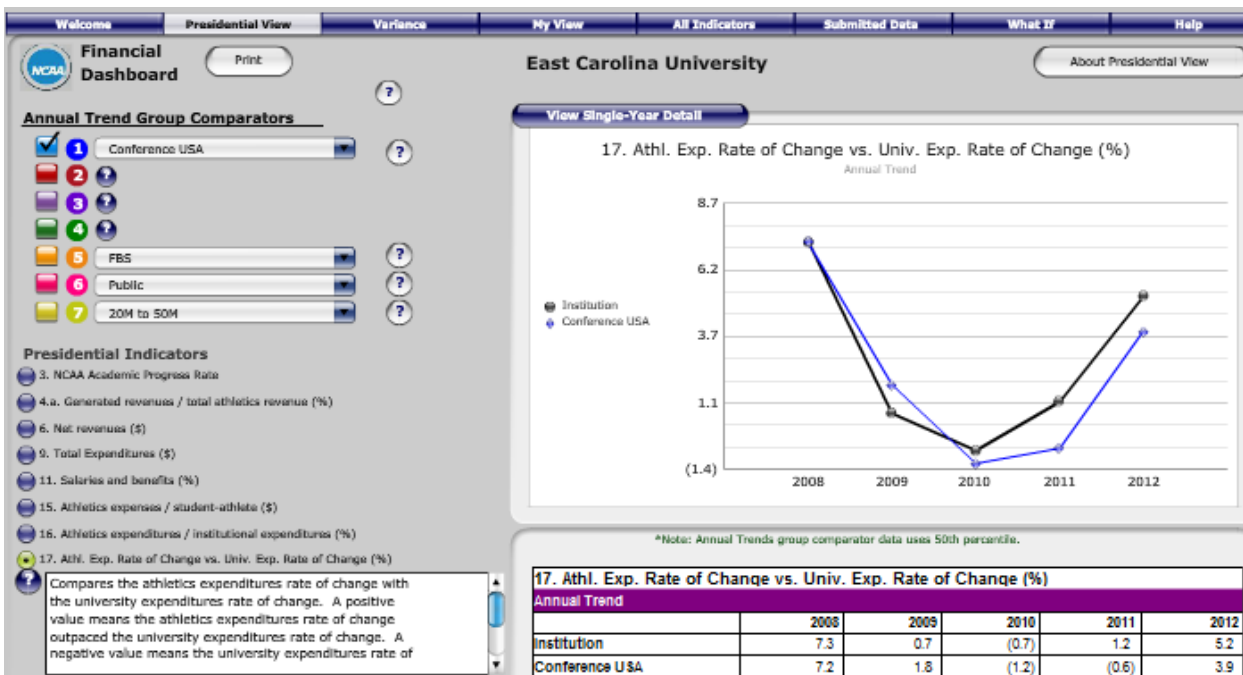 Welcome Presidential View Variance My View All Indicators Submitted Data What If Help
NCAA
Financial
Dashboard
Print
East Carolina University
About Presidential View
?
Annual Trend Group Comparators
1 Conference USA ?
2 ?
3 ?
4 ?
5 FBS ?
6 Public ?
7 20M to 50M ?
Presidential Indicators
3. NCAA Academic Progress Rate
4.a. Generated revenues / total athletics revenue (%)
6. Net revenues ($)
9. Total Expenditures ($)
11. Salaries and benefits (%)
15. Athletics expenses / student-athlete ($)
16. Athletics expenditures / institutional expenditures (%)
17. Athl. Exp. Rate of Change vs. Univ. Exp. Rate of Change (%)
?
Compares the athletics expenditures rate of change with
the university expenditures rate of change. A positive
value means the athletics expenditures rate of change
outpaced the university expenditures rate of change. A
negative value means the university expenditures rate of
View Single-Year Detail
17. Athl. Exp. Rate of Change vs. Univ. Exp. Rate of Change (%)
Annual Trend
8.7
6.2
3.7
1.1
(1.4)
Institution
Conference USA
2008 2009 2010 2011 2012
*Note: Annual Trends group comparator data uses 50th percentile.
17. Athl. Exp. Rate of Change vs. Univ. Exp. Rate of Change (%)
Annual Trend
2008 2009 2010 2011 2012
Institution 7.3 0.7 (0.7) 1.2 5.2
Conference USA 7.2 1.8 (1.2) (0.6) 3.9